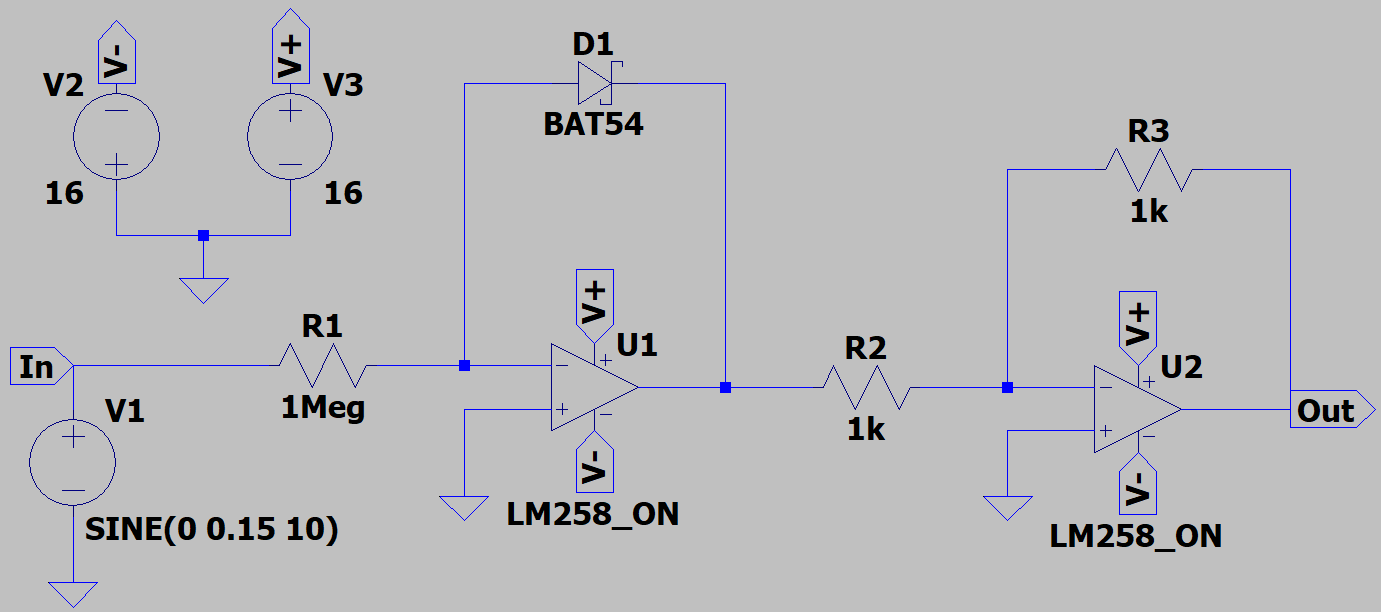 V-
V+
V2
V3
16
16
D1
BAT54
R3
1k
In
R1
1Meg
V1
SINE(0 0.15 10)
V+
U1
V-
LM258_ON
R2
1k
V+
U2
V-
LM258_ON
Out